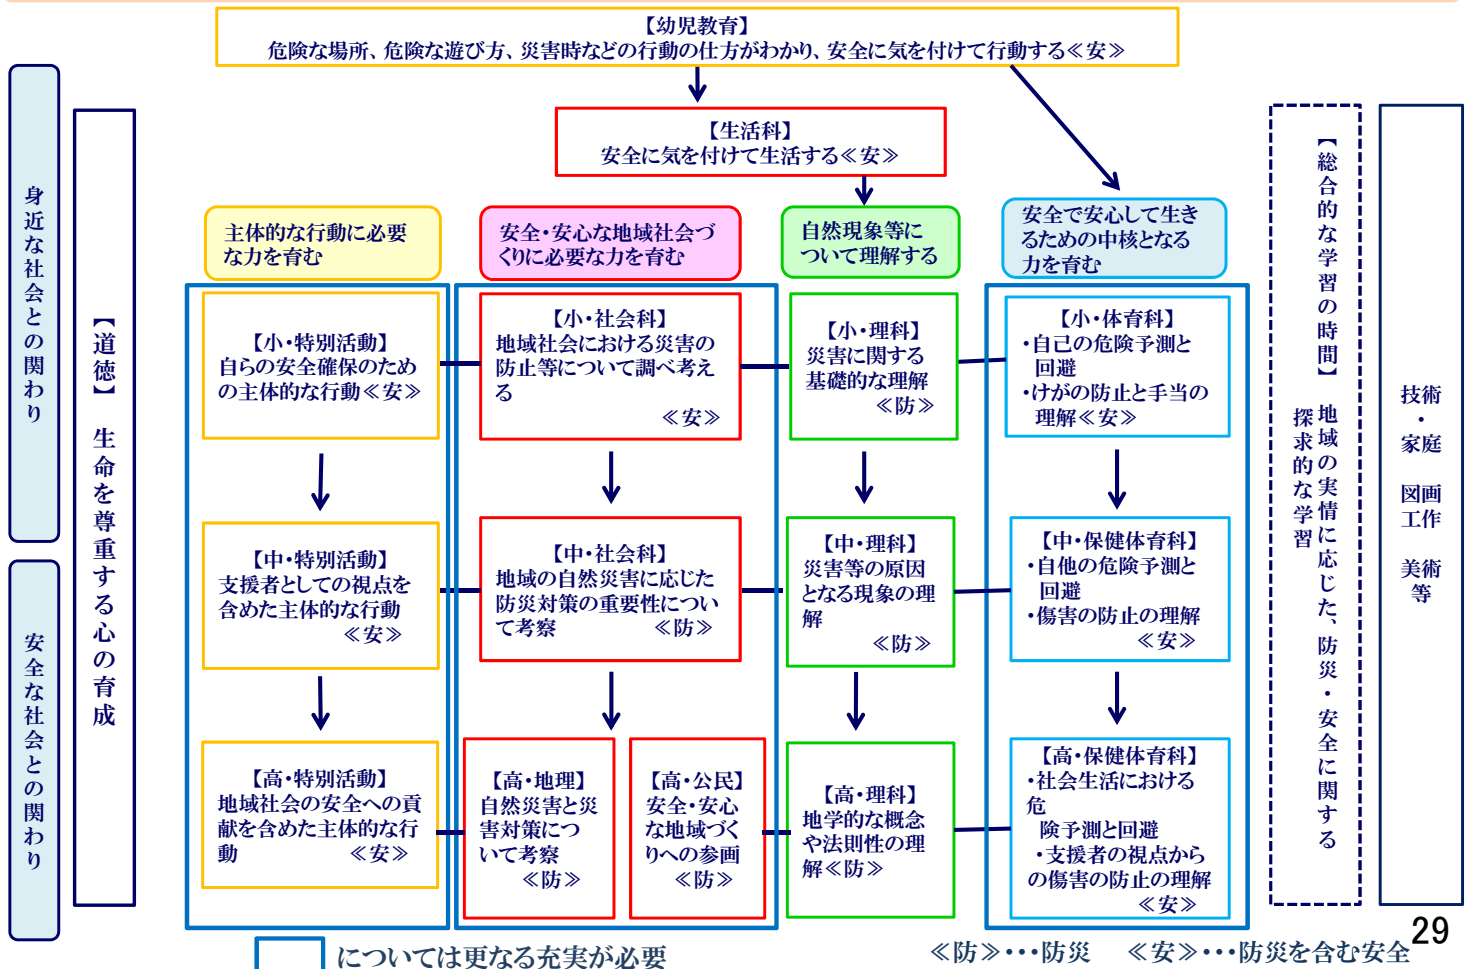 【幼児教育】
危険な場所、危険な遊び方、災害時などの行動の仕方がわかり、安全に気を付けて行動する≪安≫
【生活科】
安全に気を付けて生活する≪安≫
身近な社会との関わり
安全な社会との関わり
【道徳】 生命を尊重する心の育成
主体的な行動に必要
な力を育む
安全・安心な地域社会づ
くりに必要な力を育む
自然現象等に
ついて理解する
安全で安心して生き
るための中核となる
力を育む
【小・特別活動】
自らの安全確保のため
の主体的な行動≪安≫
【小・社会科】
地域社会における災害の
防止等について調べ考え
る
≪安≫
【小・理科】
災害に関する
基礎的な理解
≪防≫
【小・体育科】
・自己の危険予測と
回避
・けがの防止と手当の
理解≪安≫
【中・特別活動】
支援者としての視点を
含めた主体的な行動
≪安≫
【中・社会科】
地域の自然災害に応じた
防災対策の重要性につい
て考察 ≪防≫
【中・理科】
災害等の原因
となる現象の理
解
≪防≫
【中・保健体育科】
・自他の危険予測と
回避
・傷害の防止の理解
≪安≫
【高・特別活動】
地域社会の安全への貢
献を含めた主体的な行
動 ≪安≫
【高・地理】
自然災害と災
害対策につ
いて考察
≪防≫
【高・公民】
安全・安心
な地域づく
りへの参画
≪防≫
【高・理科】
地学的な概念
や法則性の理
解≪防≫
【高・保健体育科】
・社会生活における
危
険予測と回避
・支援者の視点から
の傷害の防止の理解
≪安≫
【総合的な学習の時間】 地域の実情に応じた、防災・安全に関する
探求的な学習
技術
・
家庭
図画
工作
美術
等
については更なる充実が必要
≪防≫・・・防災 ≪安≫・・・防災を含む安全
29